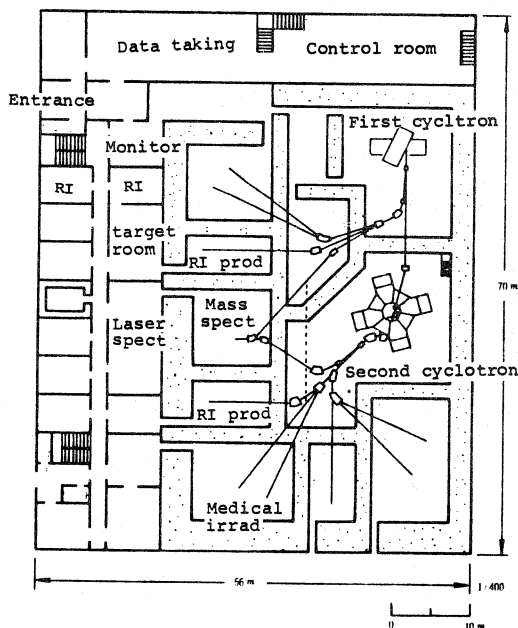 Data taking
Control room
Entrance
First cycltron
Monitor
RI
RI
target
room
RI prod
70 m
Mass
spect
Laser
spect
Second cyclotron
RI prod
Medical
irrad
66 m
1/400
0
10 m